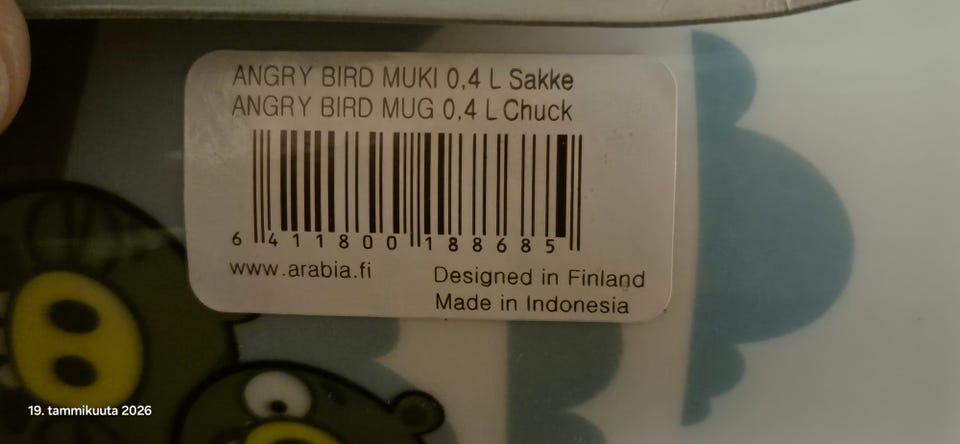 ANGRY BIRD MUKI 0,4 L Sakke
ANGRY BIRD MUG 0,4 L Chuck
6 411800 188685
www.arabia.fi
Designed in Finland
Made in Indonesia
19. tammikuuta 2026